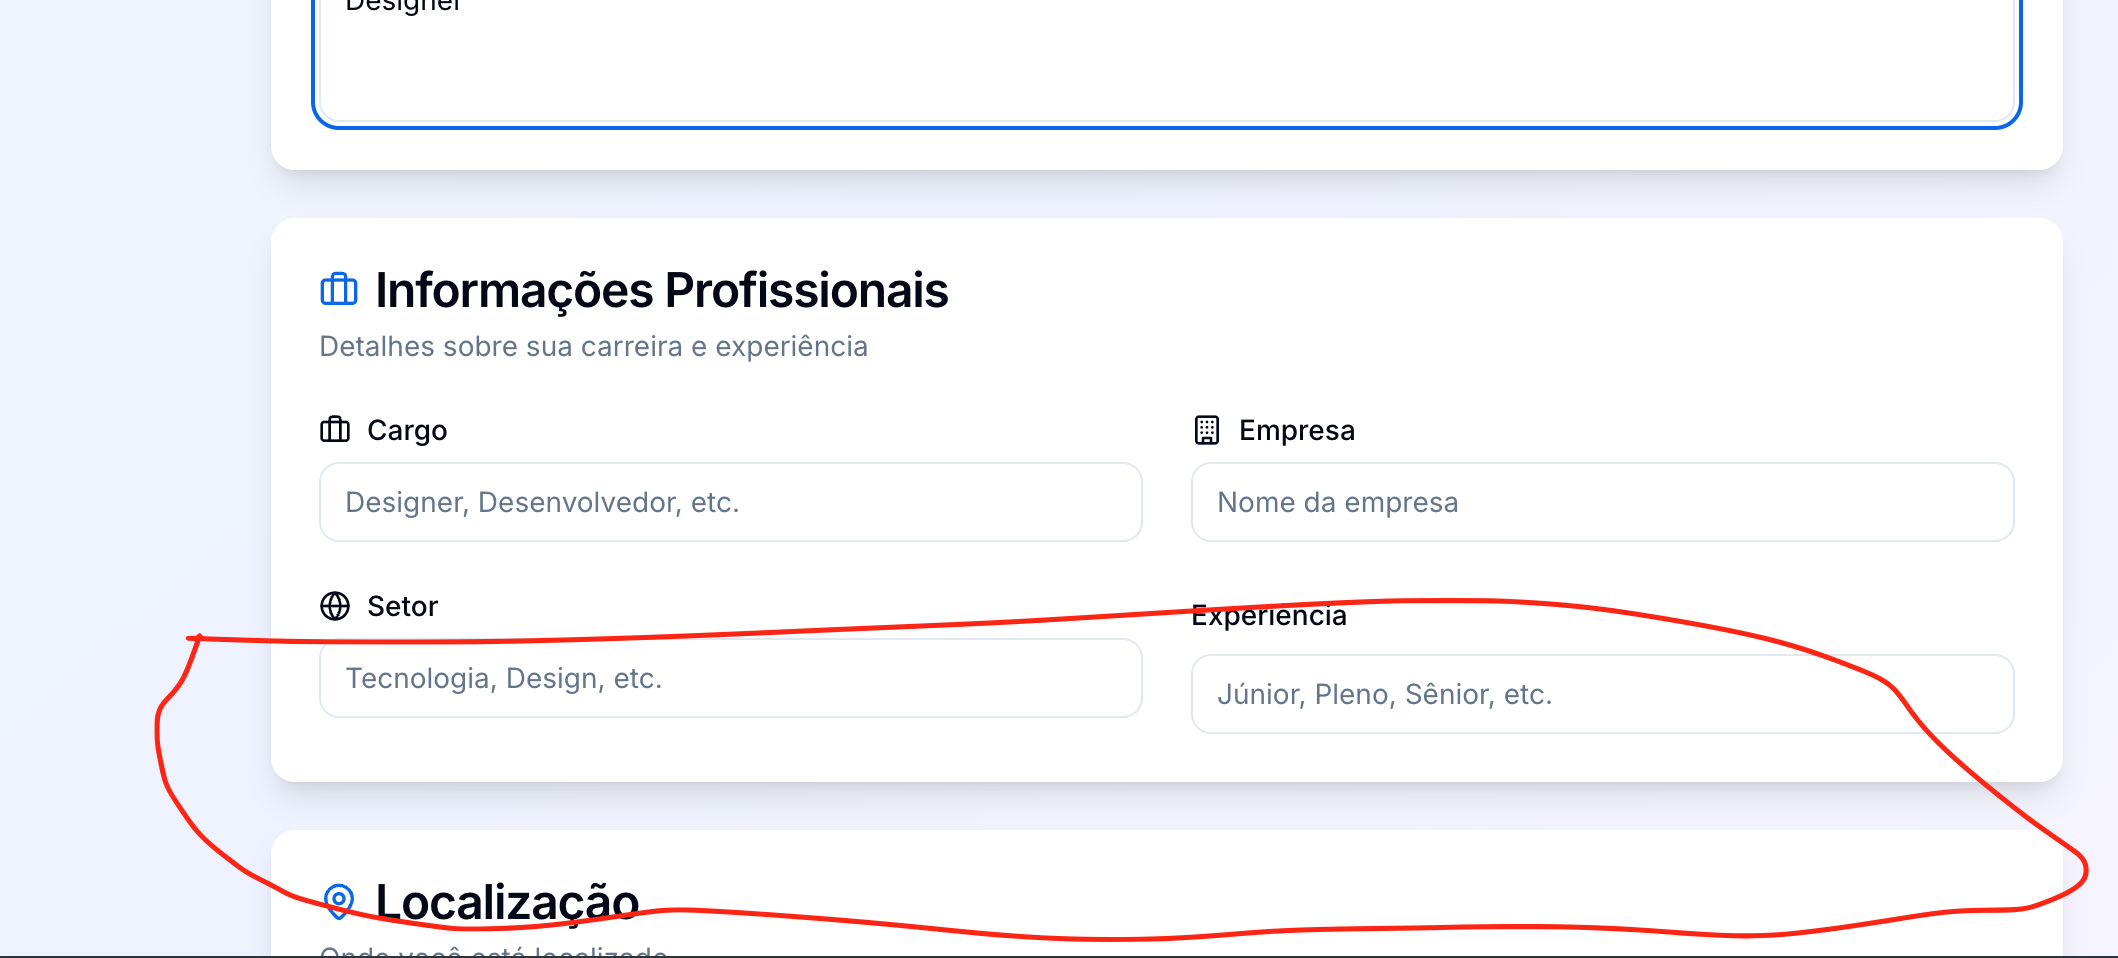 Designer
Informações Profissionais
Detalhes sobre sua carreira e experiência
Cargo
Empresa
Designer, Desenvolvedor, etc.
Nome da empresa
Setor
Experiência
Tecnologia, Design, etc.
Júnior, Pleno, Sênior, etc.
Localização
Onde você está localizado